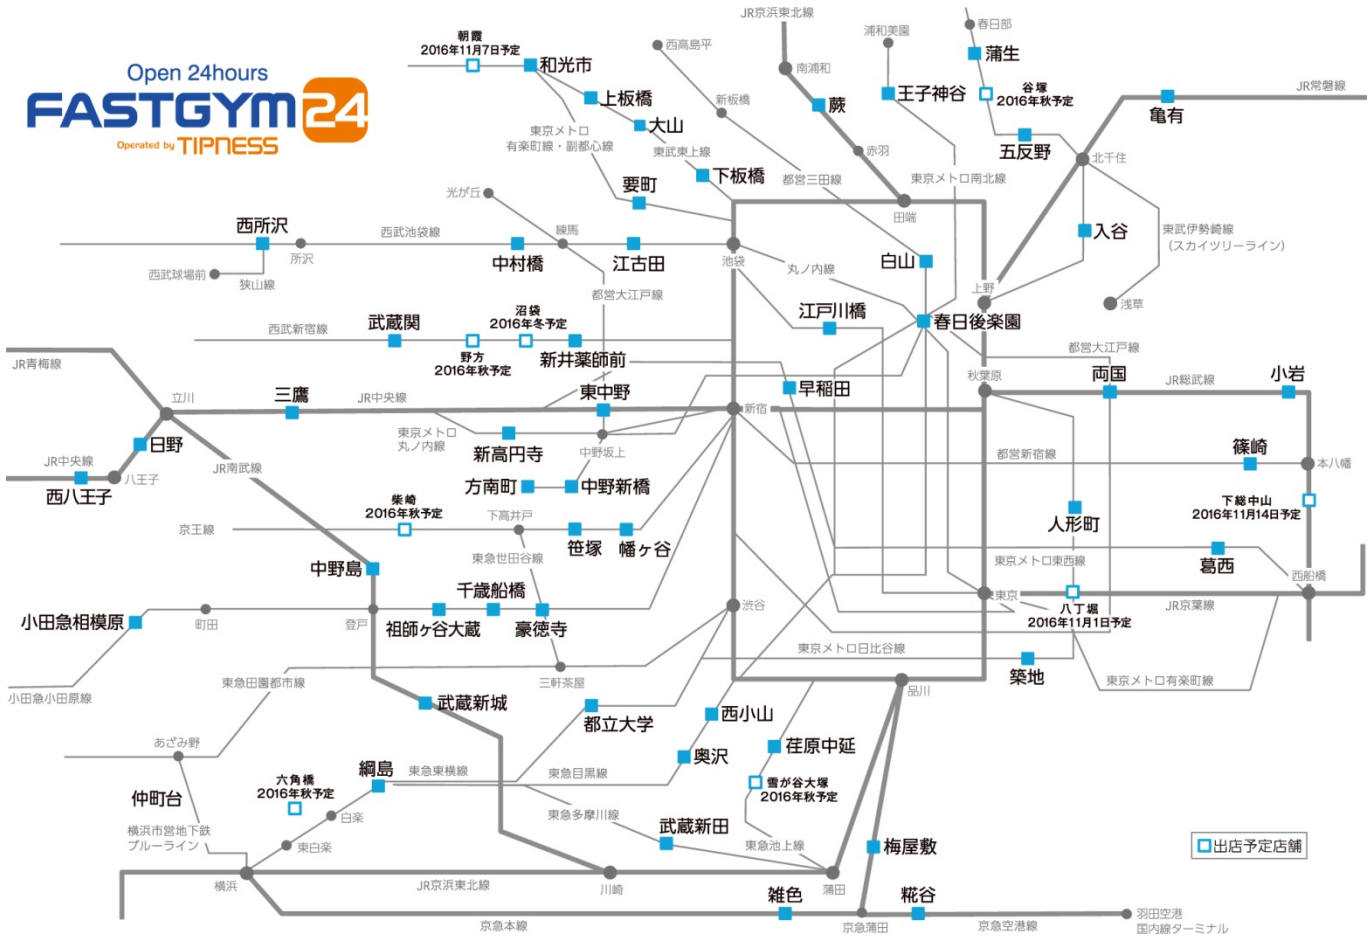 Open 24hours
FASTGYM24
Operated by TIPNESS
朝霞
2016年11月7日予定
和光市
上板橋
大山
東京メトロ
有楽町線・副都心線
東武東上線
下板橋
要町
西高島平
新板橋
都営三田線
JR京浜東北線
南浦和
蕨
赤羽
田端
浦和美園
王子神谷
東京メトロ南北線
春日部
蒲生
谷塚
2016年秋予定
五反野
北千住
亀有
JR常磐線
入谷
東武伊勢崎線
（スカイツリーライン）
上野
浅草
光が丘
練馬
西所沢
所沢
西武池袋線
中村橋
江古田
池袋
西武球場前
狭山線
都営大江戸線
丸ノ内線
白山
江戸川橋
春日後楽園
都営大江戸線
西武新宿線
武蔵関
沼袋
2016年冬予定
野方
2016年秋予定
新井薬師前
JR青梅線
立川
三鷹
JR中央線
東中野
新宿
早稲田
秋葉原
両国
JR総武線
小岩
日野
JR中央線
八王子
西八王子
JR南武線
東京メトロ
丸ノ内線
新高円寺
中野坂上
方南町
中野新橋
都営新宿線
篠崎
本八幡
下総中山
2016年11月14日予定
人形町
京王線
柴崎
2016年秋予定
下高井戸
笹塚
幡ヶ谷
東急世田谷線
東京メトロ東西線
葛西
西船橋
中野島
千歳船橋
小田急相模原
町田
登戸
祖師ヶ谷大蔵
豪徳寺
渋谷
東京
八丁堀
2016年11月1日予定
JR京葉線
小田急小田原線
東急田園都市線
三軒茶屋
東京メトロ日比谷線
築地
東京メトロ有楽町線
品川
武蔵新城
都立大学
西小山
奥沢
荏原中延
あざみ野
仲町台
六角橋
2016年秋予定
綱島
東急東横線
東急目黒線
雪が谷大塚
2016年秋予定
白楽
東白楽
横浜市営地下鉄
ブルーライン
東急多摩川線
武蔵新田
東急池上線
梅屋敷
出店予定店舗
横浜
JR京浜東北線
川崎
蒲田
京急本線
雑色
京急蒲田
糀谷
京急空港線
羽田空港
国内線ターミナル